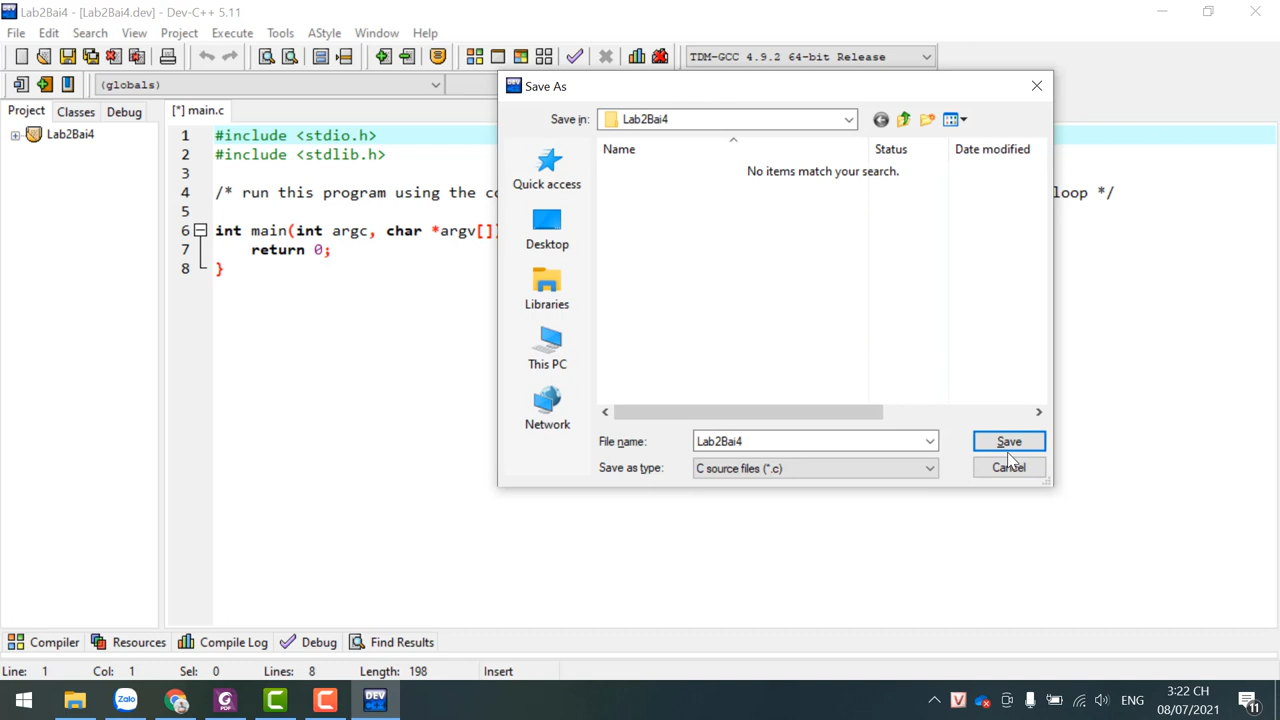 Lab2Bai4 - [Lab2Bai4.dev] - Dev-C++ 5.11
File Edit Search View Project Execute Tools AStyle Window Help
TDM-GCC 4.9.2 64-bit Release
(globals)
Project Classes Debug
[*] main.c
Lab2Bai4
1 #include <stdio.h>
2 #include <stdlib.h>
3
4 /* run this program using the co loop */
5
6 int main(int argc, char *argv[])
7 return 0;
8 }
Save As
Save in: Lab2Bai4
Name Status Date modified
No items match your search.
Quick access
Desktop
Libraries
This PC
Network
File name: Lab2Bai4 Save
Save as type: C source files (*.c) Cancel
Compiler Resources Compile Log Debug Find Results
Line: 1 Col: 1 Sel: 0 Lines: 8 Length: 198 Insert
Zalo
PDF
DEV
ENG
3:22 CH
08/07/2021
11